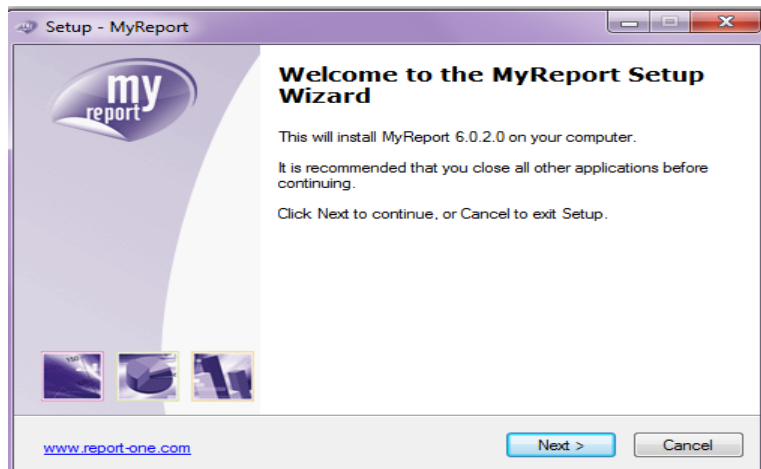 Setup - MyReport
my
report
Welcome to the MyReport Setup
Wizard
This will install MyReport 6.0.2.0 on your computer.
It is recommended that you close all other applications before
continuing.
Click Next to continue, or Cancel to exit Setup.
150
www.report-one.com
Next >
Cancel